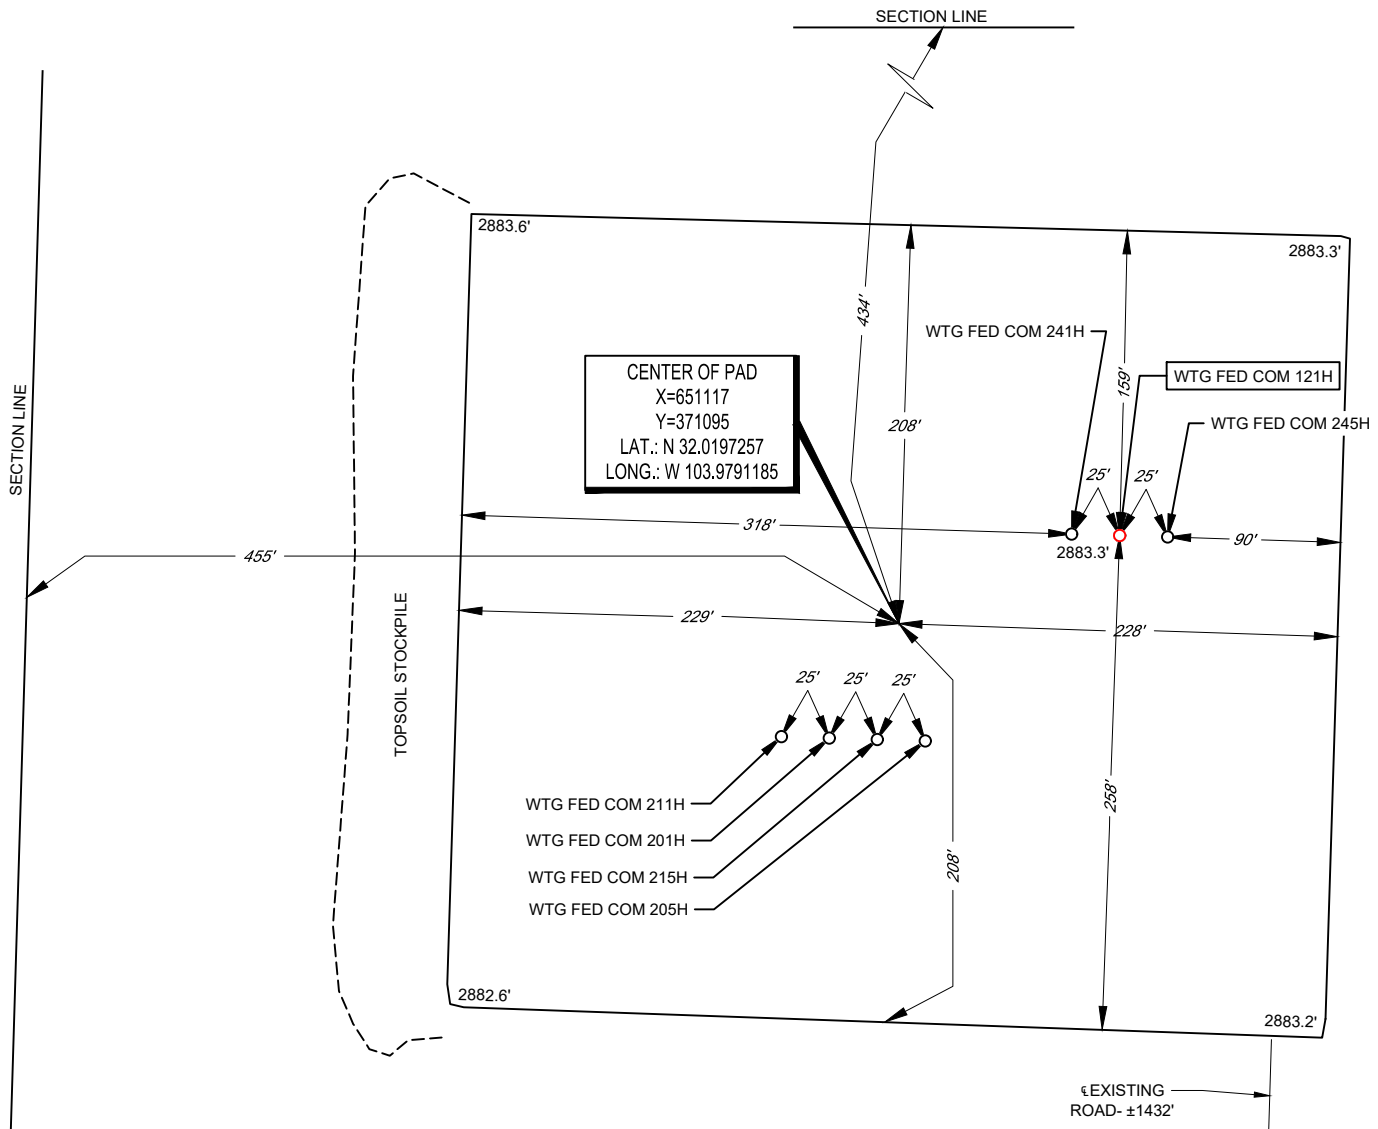 SECTION LINE
2883.6'
2883.3'
434'
WTG FED COM 241H
CENTER OF PAD
X=651117
Y=371095
LAT.: N 32.0197257
LONG.: W 103.9791185
159'
WTG FED COM 121H
208'
WTG FED COM 245H
SECTION LINE
25'
25'
318'
2883.3'
90'
455'
TOPSOIL STOCKPILE
229'
228'
25'
25'
25'
WTG FED COM 211H
WTG FED COM 201H
WTG FED COM 215H
WTG FED COM 205H
258'
208'
2882.6'
2883.2'
℄EXISTING
ROAD- ±1432'